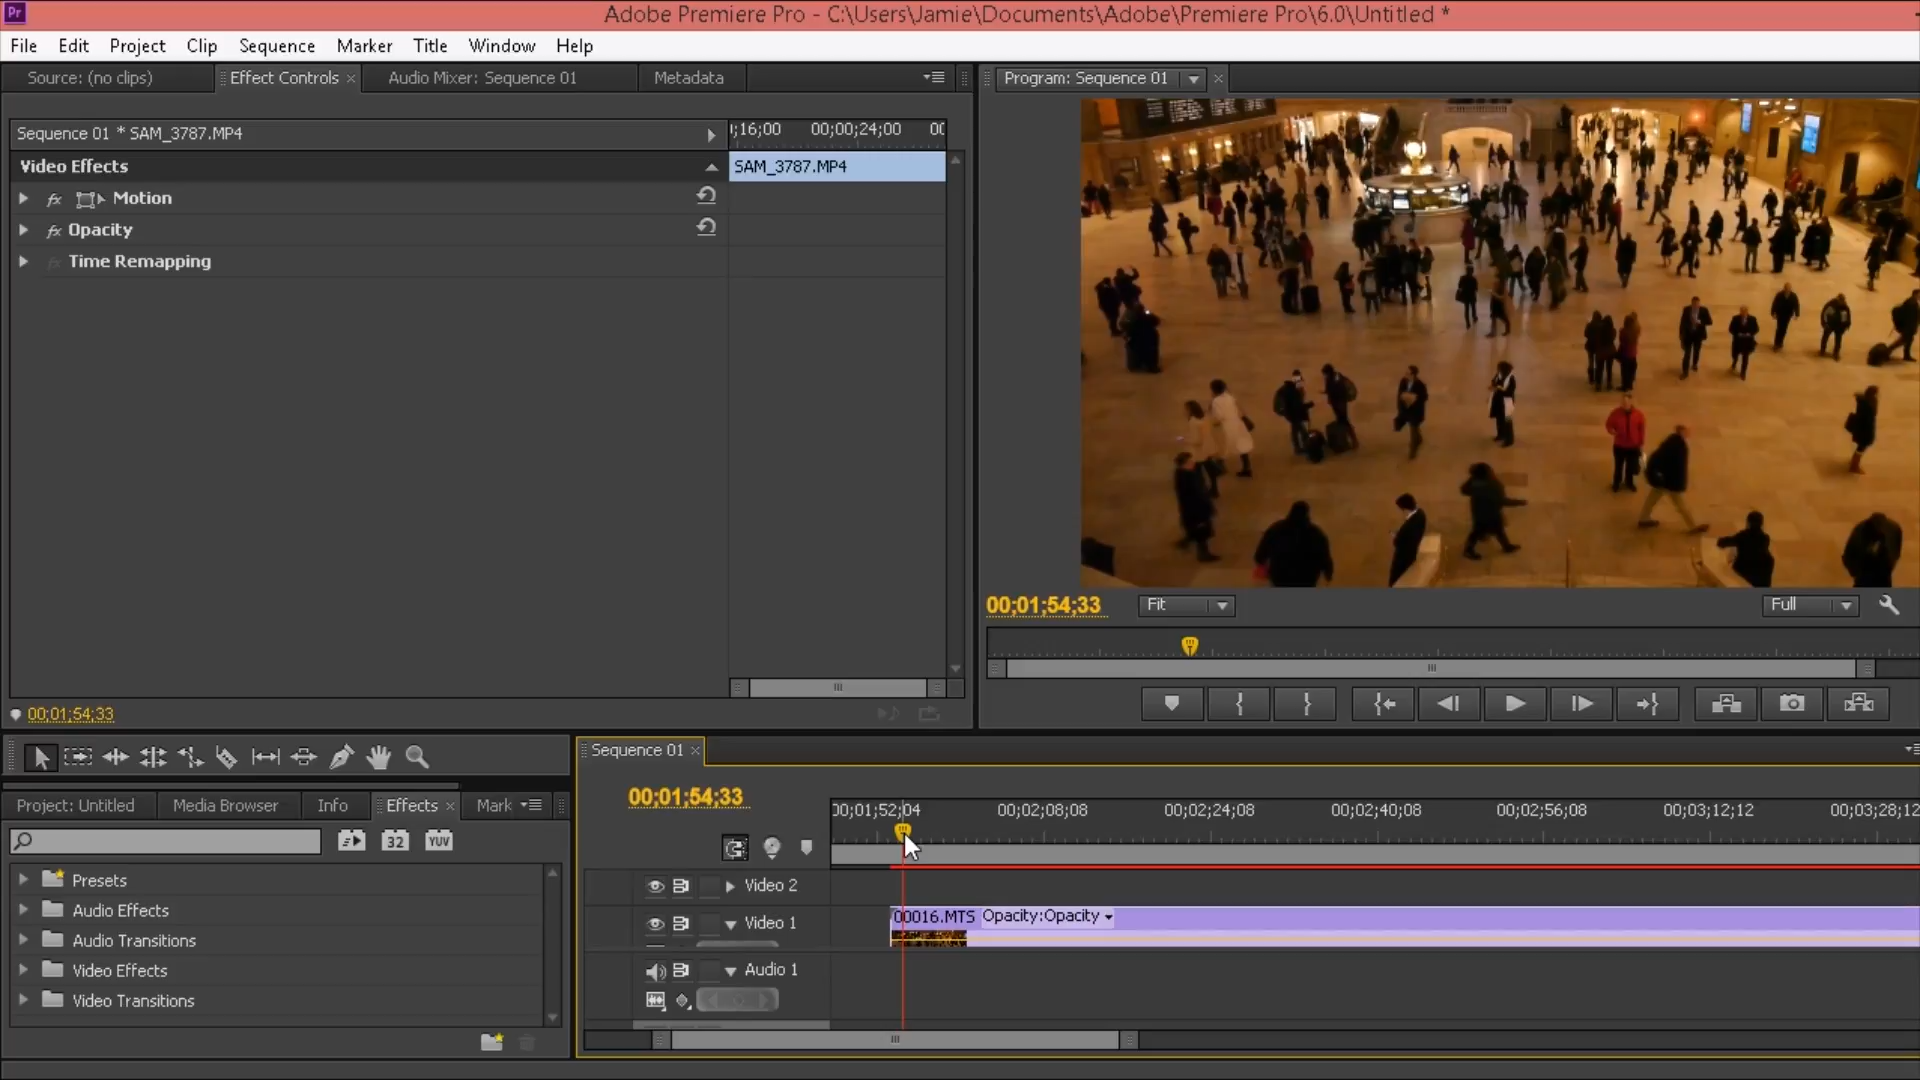 Pr Adobe Premiere Pro - C:\Users\Jamie\Documents\Adobe\Premiere Pro\6.0\Untitled *
File Edit Project Clip Sequence Marker Title Window Help
Source: (no clips) Effect Controls × Audio Mixer: Sequence 01 Metadata
Program: Sequence 01 ×
Sequence 01 * SAM_3787.MP4
;16;00 00;00;24;00 00
Video Effects
SAM_3787.MP4
fx Motion
fx Opacity
fx Time Remapping
00;01;54;33 Fit Full
00;01;54;33
Sequence 01 ×
Project: Untitled Media Browser Info Effects × Mark
32 YUV
Presets
Audio Effects
Audio Transitions
Video Effects
Video Transitions
00;01;54;33
00;01;52;04 00;02;08;08 00;02;24;08 00;02;40;08 00;02;56;08 00;03;12;12 00;03;28;12
Video 2
Video 1
00016.MTS Opacity:Opacity
Audio 1